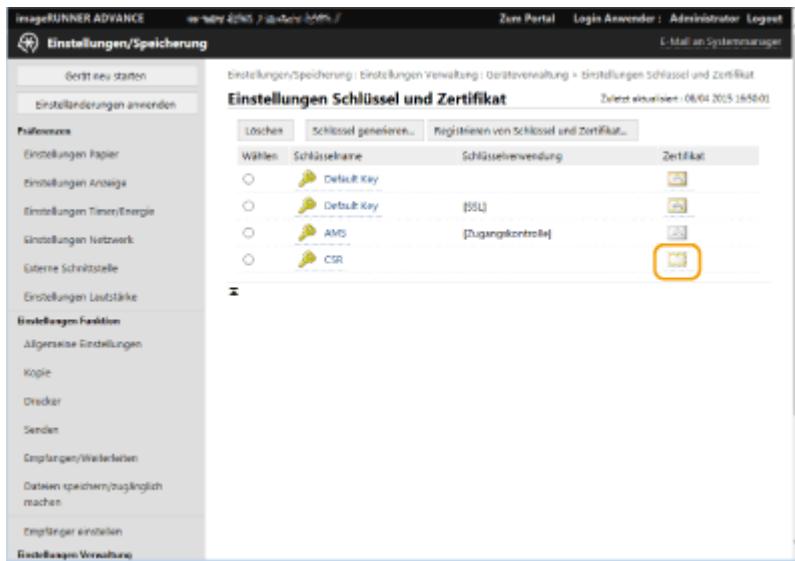 imageRUNNER ADVANCE
Zum Portal Login Anwender : Administrator Logout
Einstellungen/Speicherung
E-Mail an Systemmanager
Gerät neu starten
Einstelländerungen anwenden
Einstellungen/Speicherung : Einstellungen Verwaltung : Geräteverwaltung > Einstellungen Schlüssel und Zertifikat
Einstellungen Schlüssel und Zertifikat
Zuletzt aktualisiert : 08/04 2015 16:50:01
Löschen Schlüssel generieren... Registrieren von Schlüssel und Zertifikat...
Wählen Schlüsselname Schlüsselverwendung Zertifikat
Default Key
Default Key [SSL]
AMS [Zugangskontrolle]
CSR
Präferenzen
Einstellungen Papier
Einstellungen Anzeige
Einstellungen Timer/Energie
Einstellungen Netzwerk
Externe Schnittstelle
Einstellungen Lautstärke
Einstellungen Funktion
Allgemeine Einstellungen
Kopie
Drucker
Senden
Empfangen/Weiterleiten
Dateien speichern/zugänglich
machen
Empfänger einstellen
Einstellungen Verwaltung